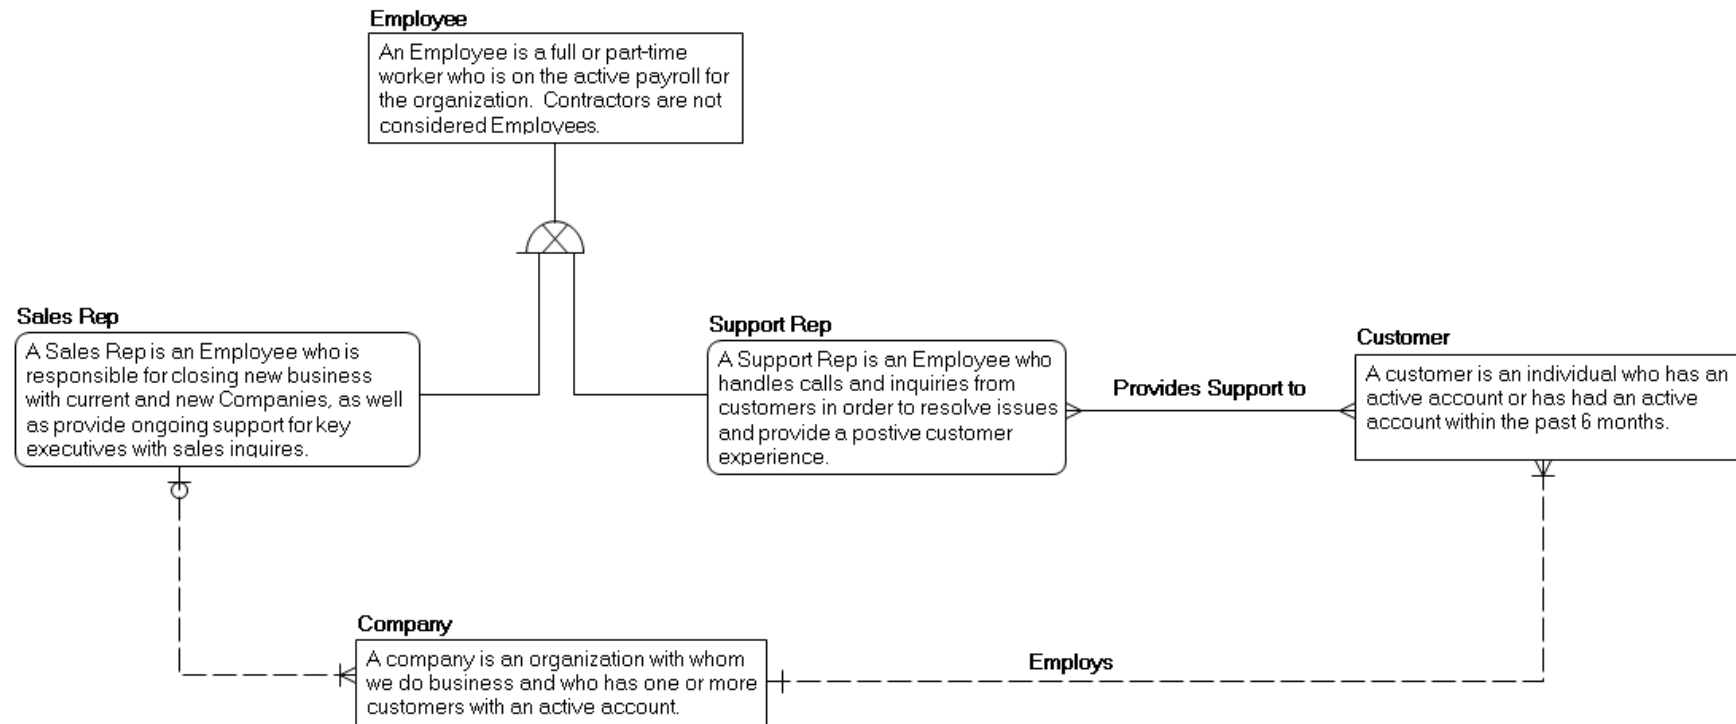 Employee
An Employee is a full or part-time
worker who is on the active payroll for
the organization.  Contractors are not
considered Employees.
Sales Rep
A Sales Rep is an Employee who is
responsible for closing new business
with current and new Companies, as well
as provide ongoing support for key
executives with sales inquires.
Support Rep
A Support Rep is an Employee who
handles calls and inquiries from
customers in order to resolve issues
and provide a postive customer
experience.
Provides Support to
Customer
A customer is an individual who has an
active account or has had an active
account within the past 6 months.
Company
A company is an organization with whom
we do business and who has one or more
customers with an active account.
Employs